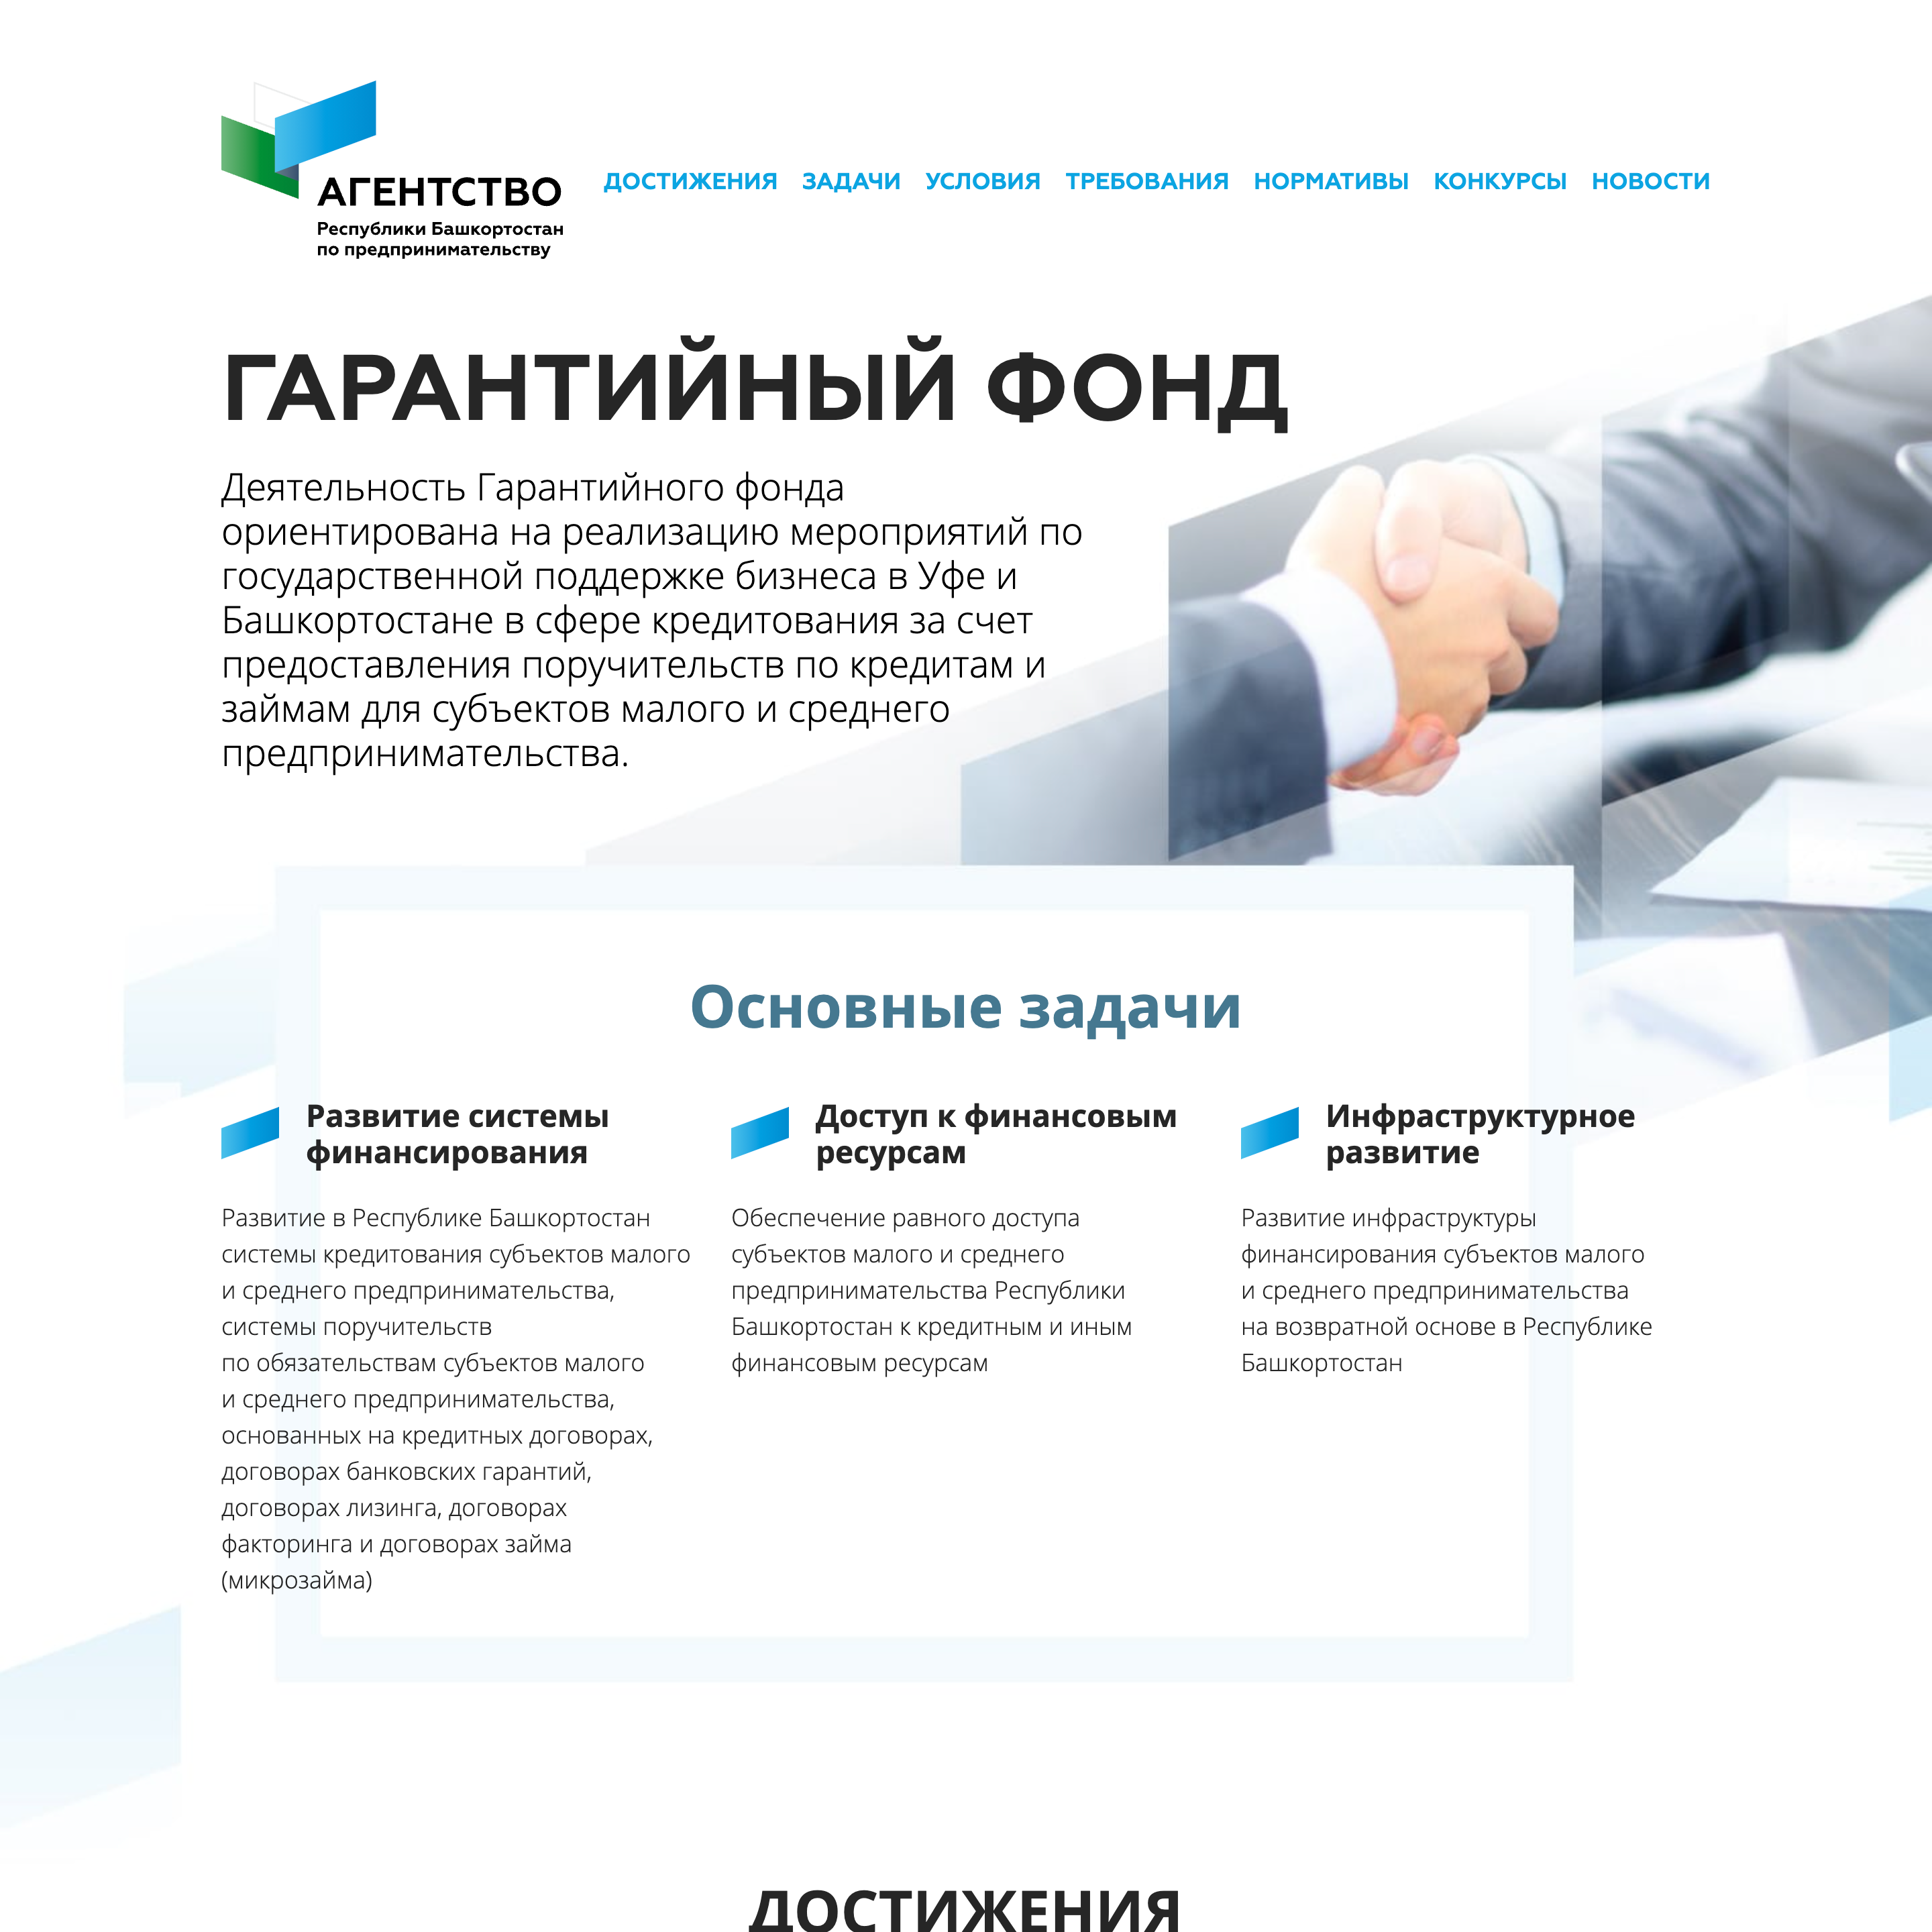 АГЕНТСТВО
Республики Башкортостан
по предпринимательству
ДОСТИЖЕНИЯ ЗАДАЧИ УСЛОВИЯ ТРЕБОВАНИЯ НОРМАТИВЫ КОНКУРСЫ НОВОСТИ
ГАРАНТИЙНЫЙ ФОНД
Деятельность Гарантийного фонда
ориентирована на реализацию мероприятий по
государственной поддержке бизнеса в Уфе и
Башкортостане в сфере кредитования за счет
предоставления поручительств по кредитам и
займам для субъектов малого и среднего
предпринимательства.
Основные задачи
Развитие системы
финансирования
Развитие в Республике Башкортостан
системы кредитования субъектов малого
и среднего предпринимательства,
системы поручительств
по обязательствам субъектов малого
и среднего предпринимательства,
основанных на кредитных договорах,
договорах банковских гарантий,
договорах лизинга, договорах
факторинга и договорах займа
(микрозайма)
Доступ к финансовым
ресурсам
Обеспечение равного доступа
субъектов малого и среднего
предпринимательства Республики
Башкортостан к кредитным и иным
финансовым ресурсам
Инфраструктурное
развитие
Развитие инфраструктуры
финансирования субъектов малого
и среднего предпринимательства
на возвратной основе в Республике
Башкортостан
ДОСТИЖЕНИЯ